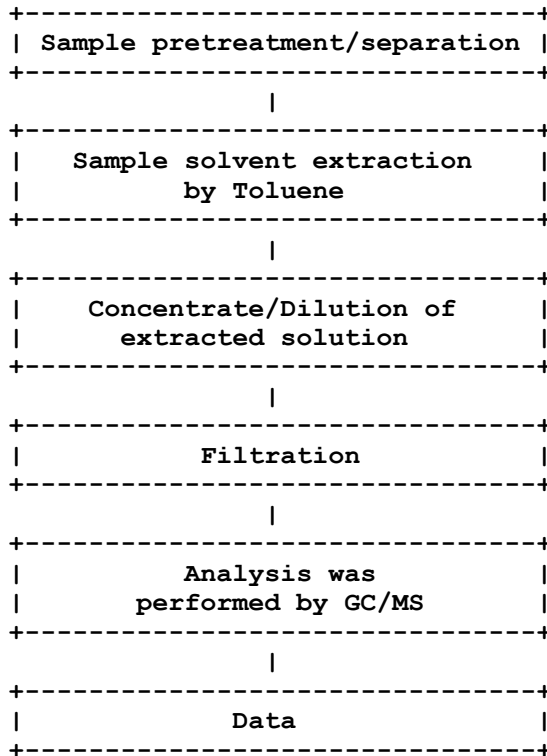 Sample pretreatment/separation
Sample solvent extraction
by Toluene
Concentrate/Dilution of
extracted solution
Filtration
Analysis was
performed by GC/MS
Data